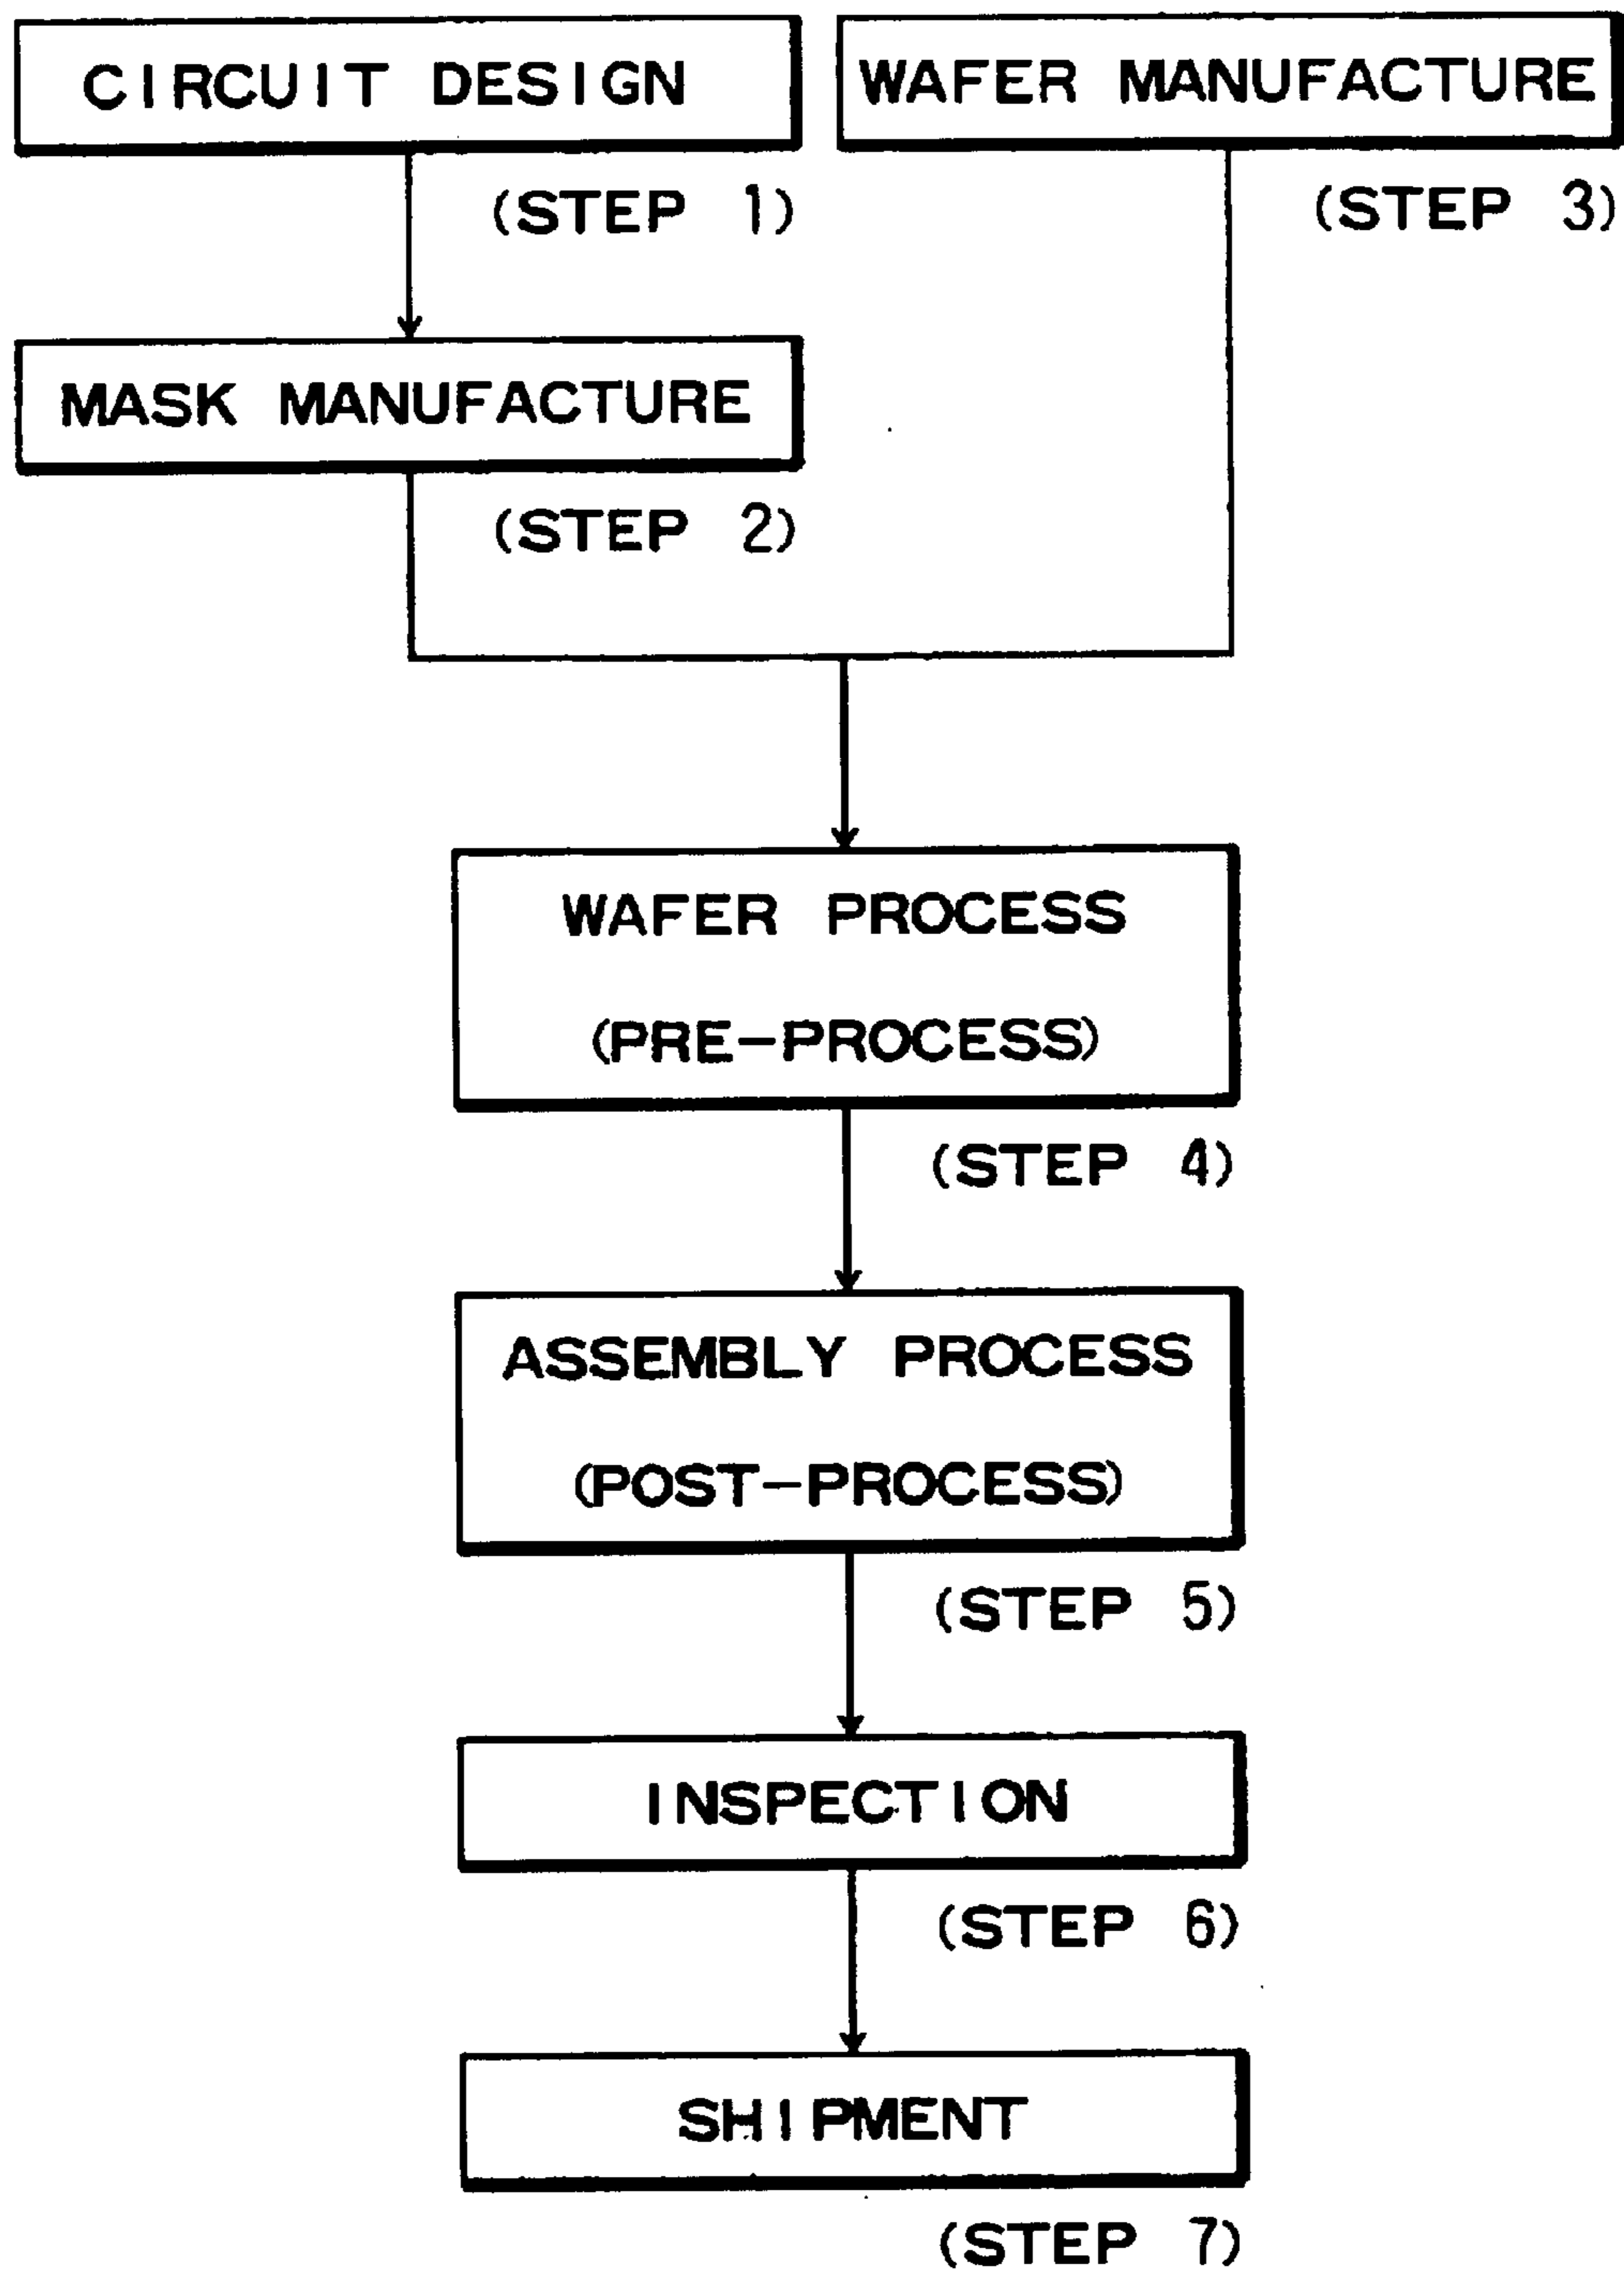 CIRCUIT DESIGN
(STEP 1)
WAFER MANUFACTURE
(STEP 3)
MASK MANUFACTURE
(STEP 2)
WAFER PROCESS
(PRE-PROCESS)
(STEP 4)
ASSEMBLY PROCESS
(POST-PROCESS)
(STEP 5)
INSPECTION
(STEP 6)
SHIPMENT
(STEP 7)